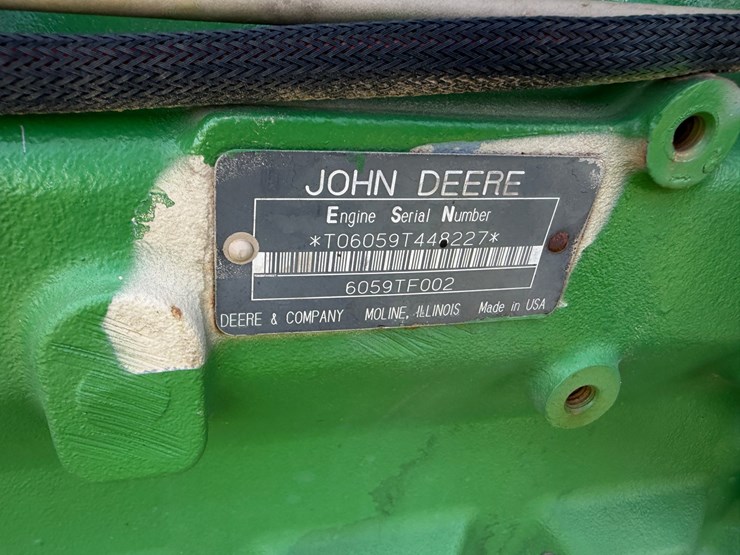 JOHN DEERE
Engine Serial Number
*T06059T448227*
6059TF002
DEERE & COMPANY MOLINE, ILLINOIS Made in USA